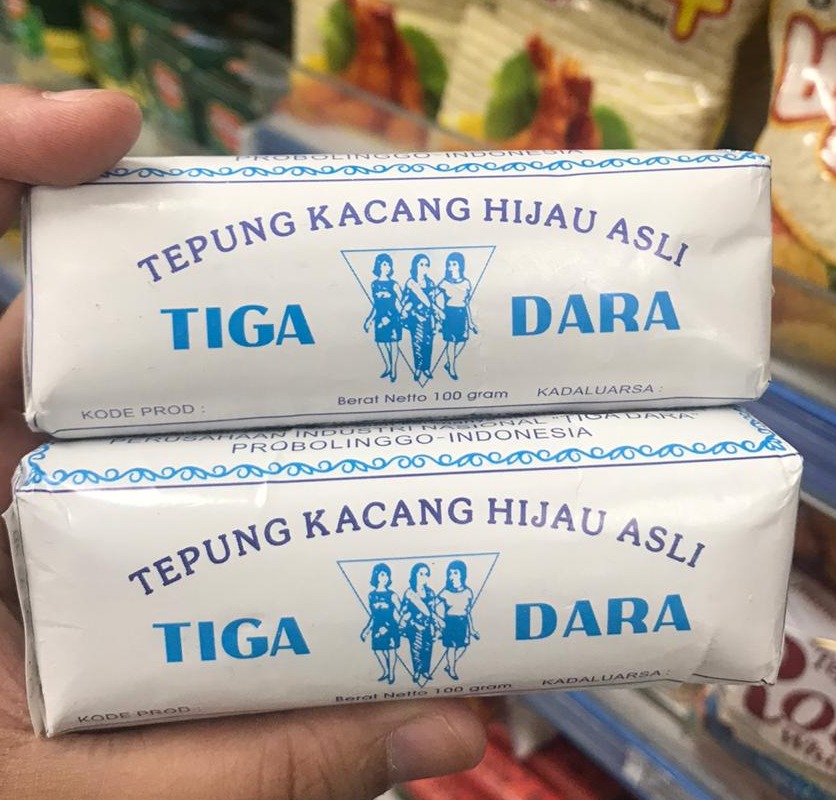 PROBOLINGGO-INDONESIA
TEPUNG KACANG HIJAU ASLI
TIGA DARA
Berat Netto 100 gram
KODE PROD :
KADALUARSA :
PERUSAHAAN INDUSTRI NASIONAL "TIGA DARA"
PROBOLINGGO-INDONESIA
TEPUNG KACANG HIJAU ASLI
TIGA DARA
Berat Netto 100 gram
KODE PROD :
KADALUARSA :